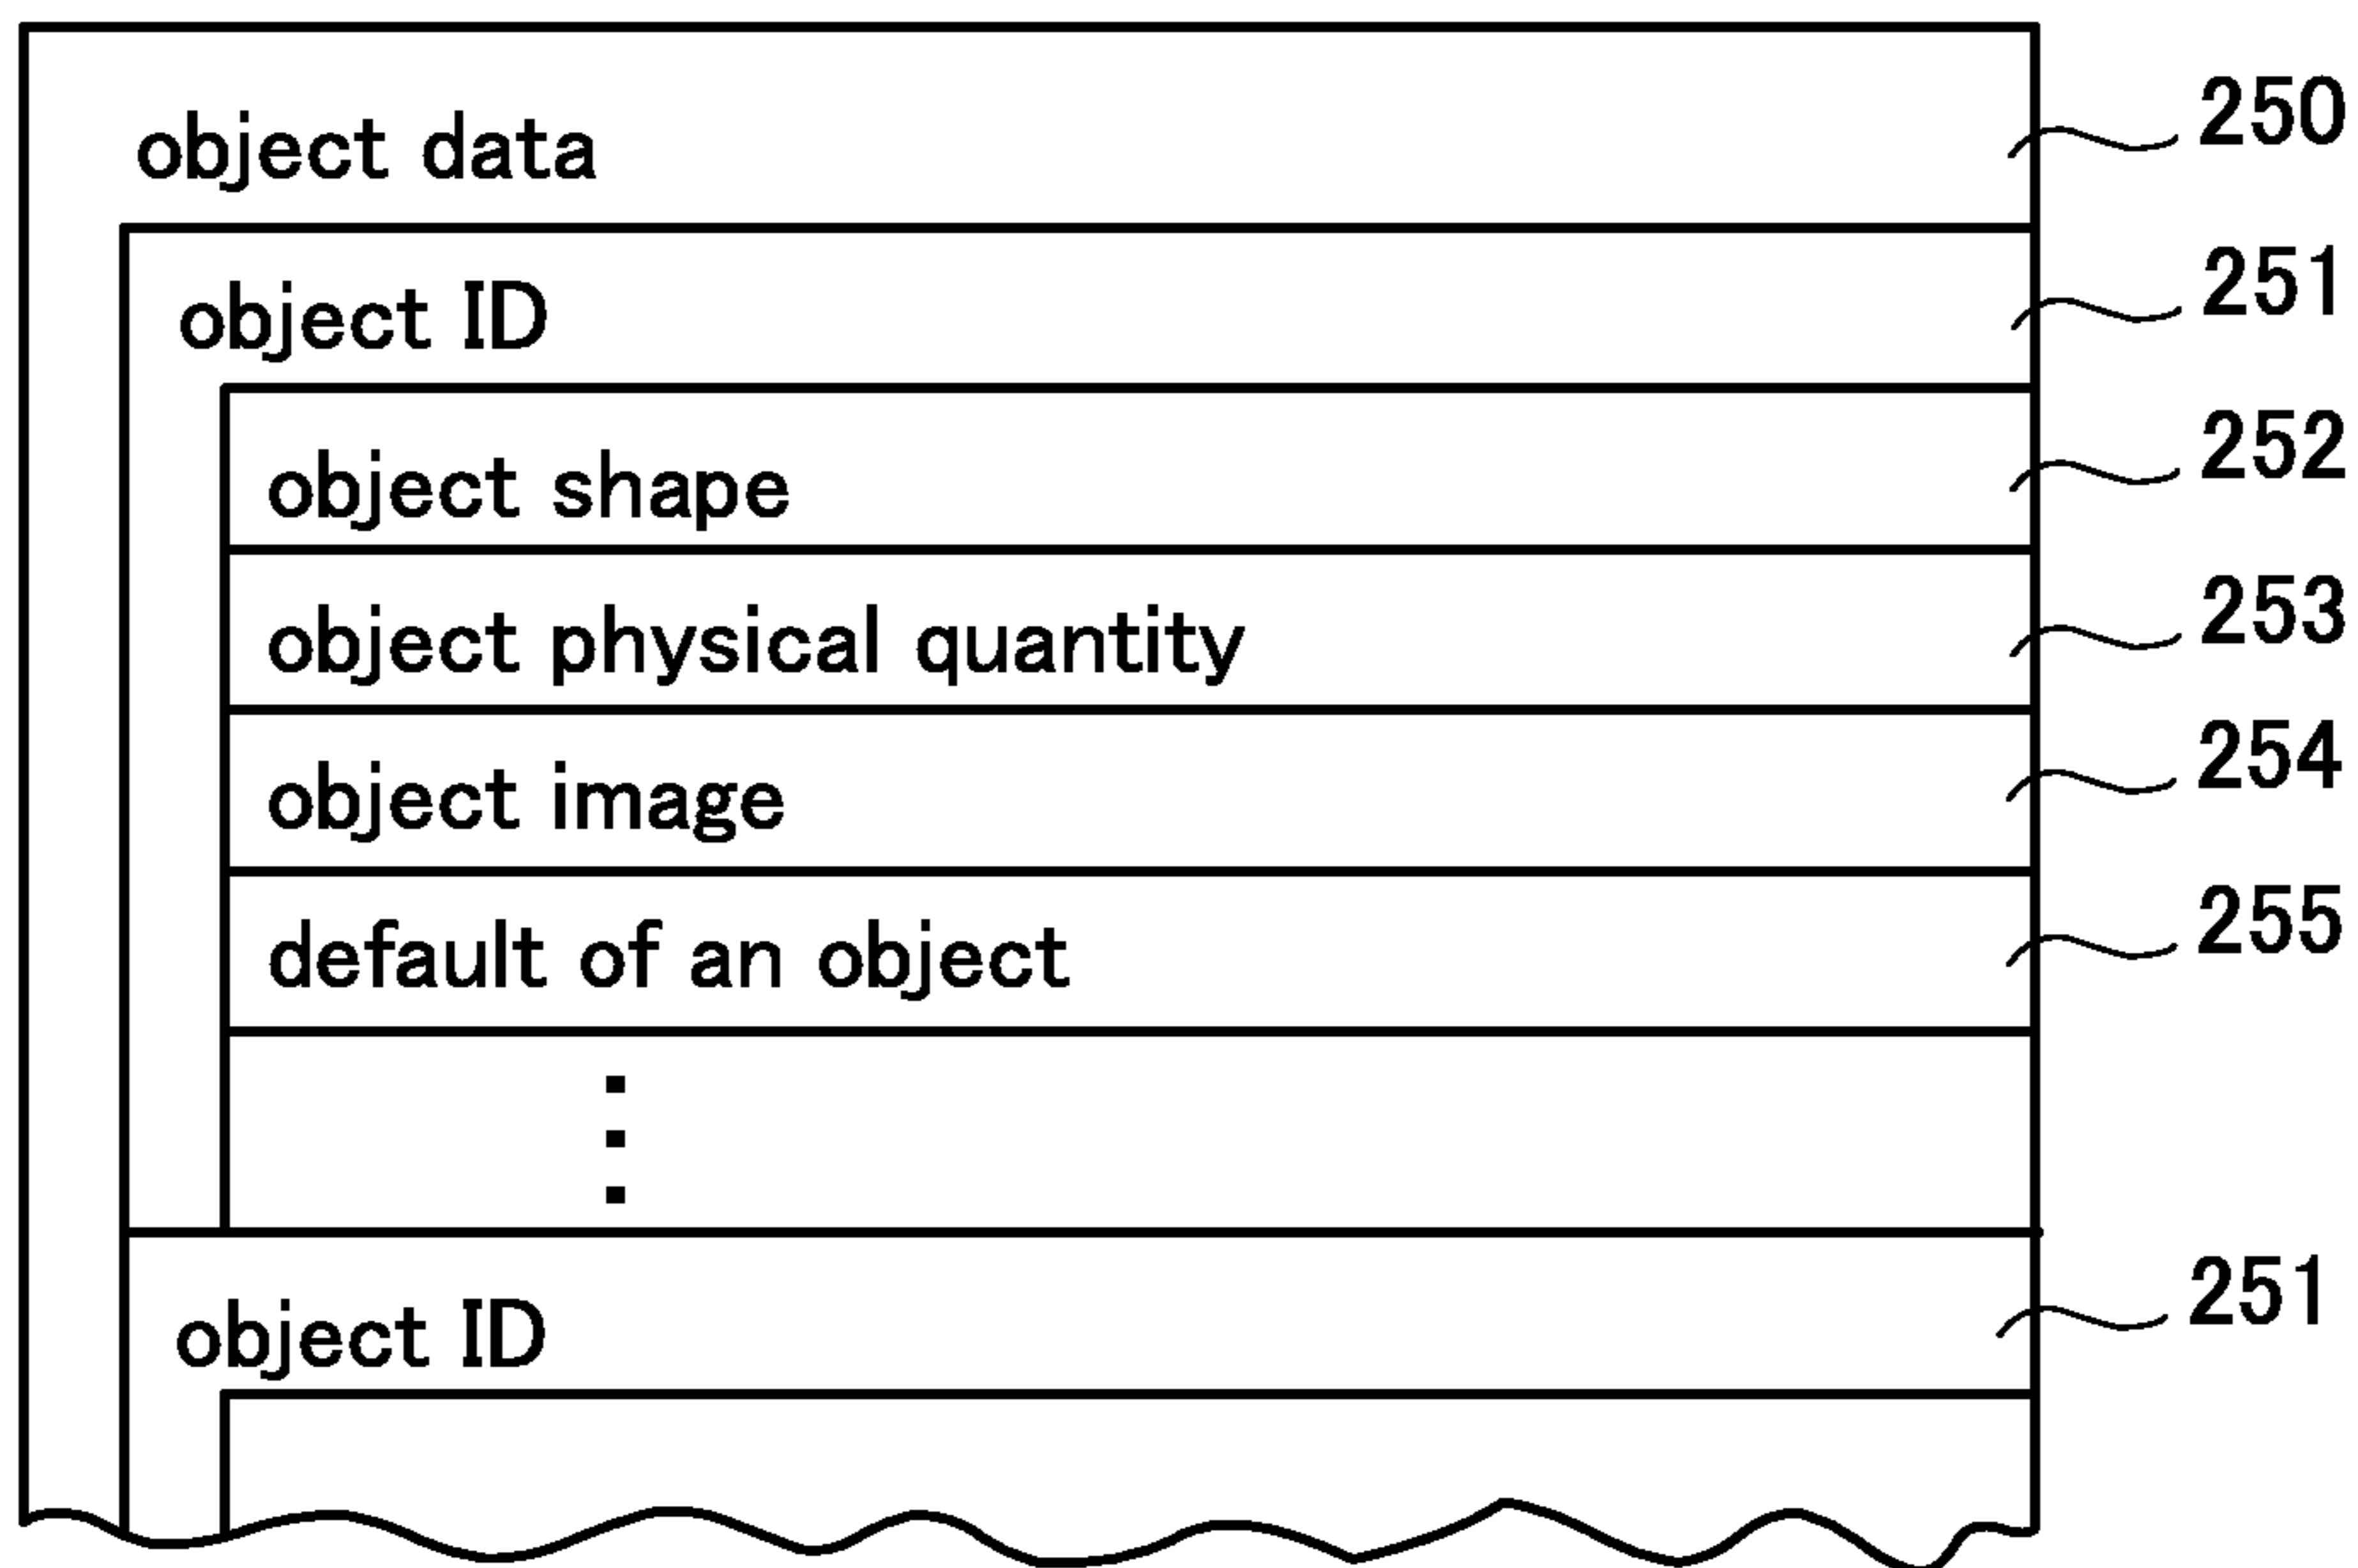 object data 250
object ID 251
object shape 252
object physical quantity 253
object image 254
default of an object 255
object ID 251